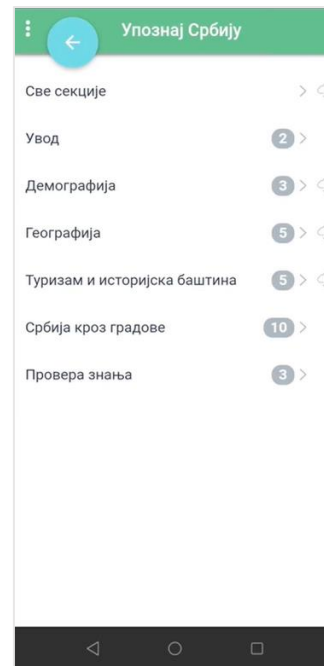 Упознај Србију
Све секције
Увод 2
Демографија 3
Географија 5
Туризам и историјска баштина 5
Србија кроз градове 10
Провера знања 3